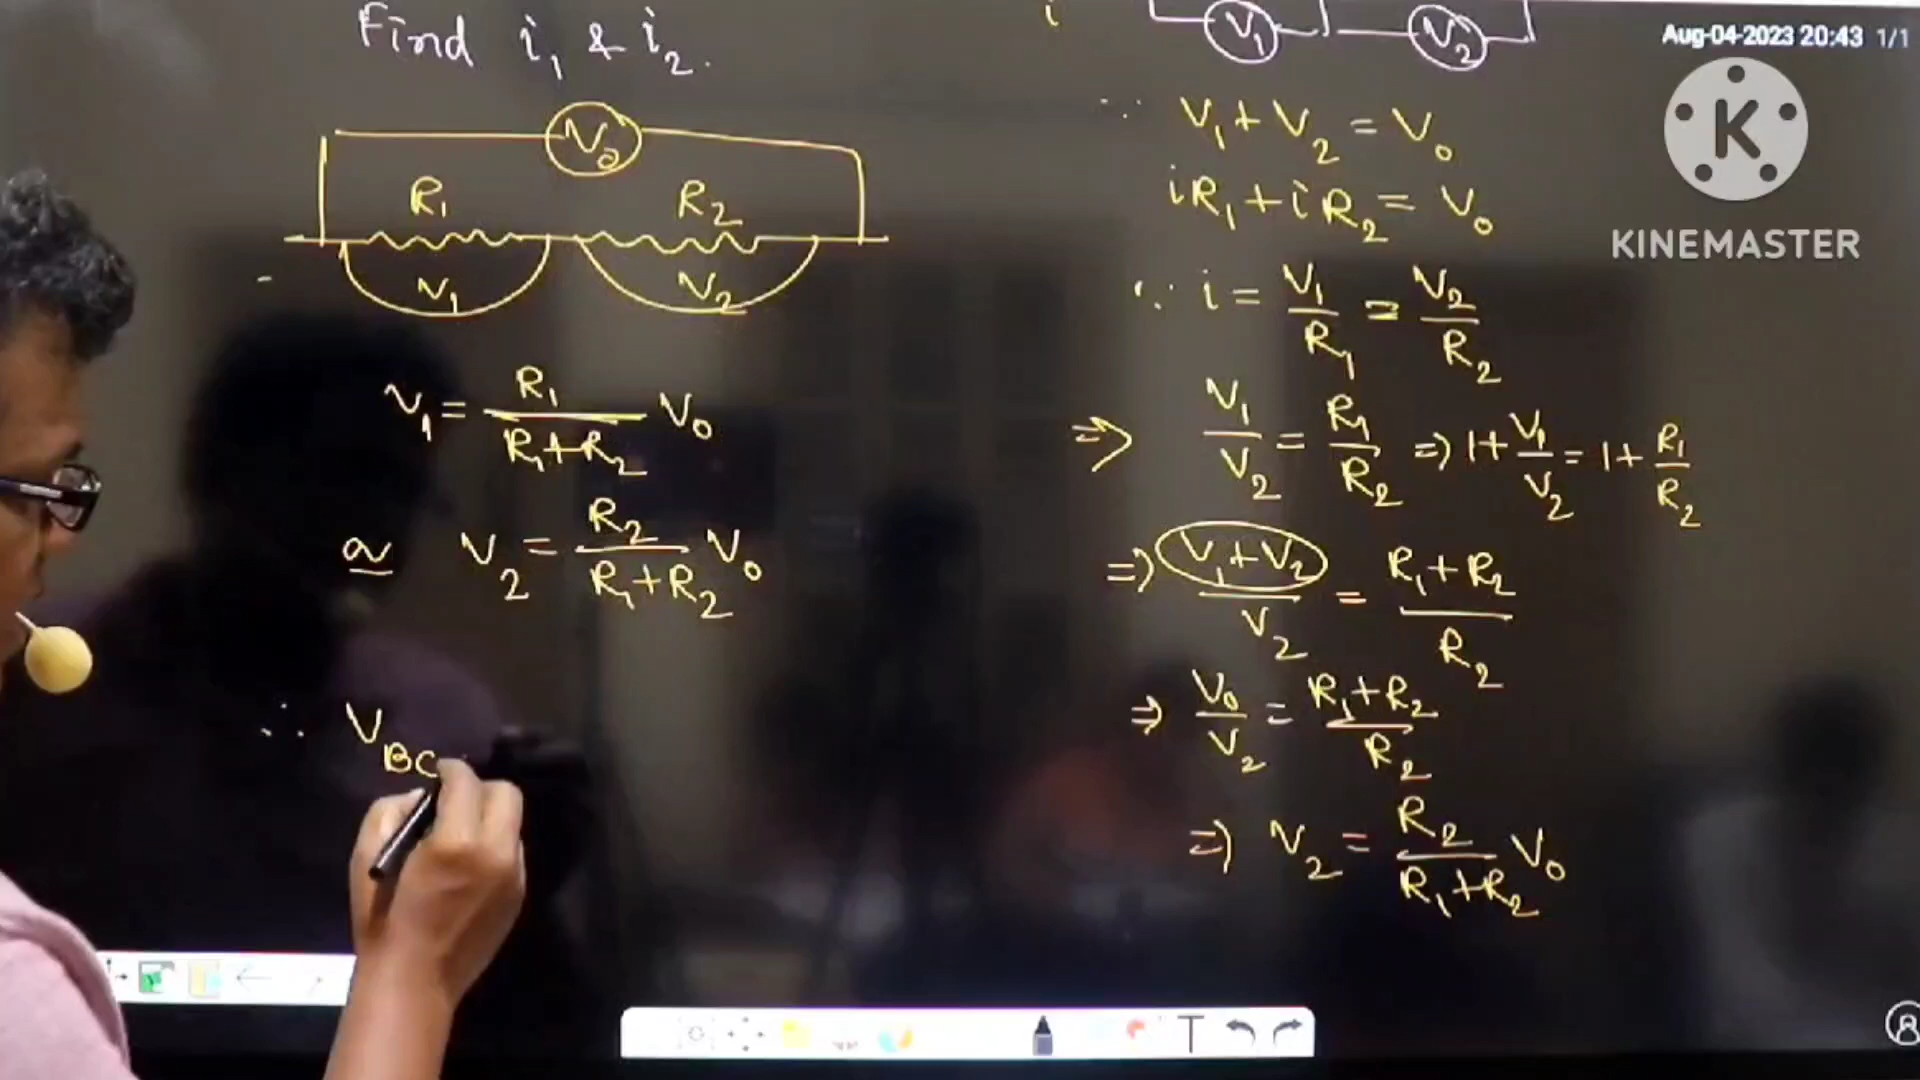 Find i₁ & i₂.
V₀
R₁ R₂
V₁ V₂
V₁ = R₁/(R₁+R₂) V₀
V₂ = R₂/(R₁+R₂) V₀
∴ V_BC
i
V₁ V₂
∵ V₁ + V₂ = V₀
iR₁ + iR₂ = V₀
∵ i = V₁/R₁ = V₂/R₂
⇒ V₁/V₂ = R₁/R₂ ⇒ 1 + V₁/V₂ = 1 + R₁/R₂
⇒ (V₁+V₂)/V₂ = (R₁+R₂)/R₂
⇒ V₀/V₂ = (R₁+R₂)/R₂
⇒ V₂ = R₂/(R₁+R₂) V₀
Aug-04-2023 20:43 1/1
K
KINEMASTER
T